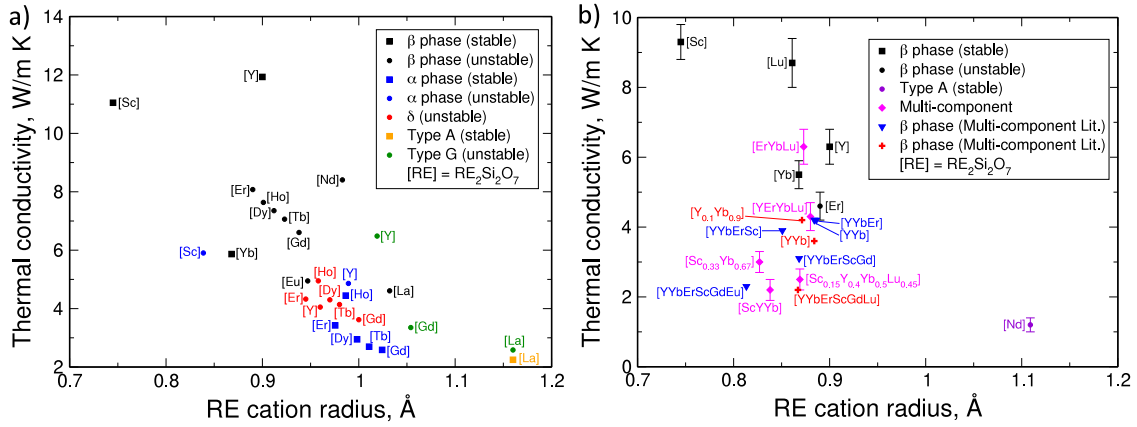 a)
Thermal conductivity, W/m K
14
12
10
8
6
4
2
0.7 0.8 0.9 1 1.1 1.2
RE cation radius, Å
β phase (stable)
β phase (unstable)
α phase (stable)
α phase (unstable)
δ (unstable)
Type A (stable)
Type G (unstable)
[RE] = RE₂Si₂O₇
[Y]
[Sc]
[Nd]
[Er]
[Ho]
[Dy]
[Tb]
[Gd]
[Y]
[Sc]
[Yb]
[Eu]
[Ho]
[Y]
[La]
[Er]
[Dy]
[Ho]
[Y]
[Tb]
[Gd]
[Er]
[Gd]
[Dy]
[Tb]
[Gd]
[La]
[La]
b)
Thermal conductivity, W/m K
10
8
6
4
2
0
0.7 0.8 0.9 1 1.1 1.2
RE cation radius, Å
β phase (stable)
β phase (unstable)
Type A (stable)
Multi-component
β phase (Multi-component Lit.)
β phase (Multi-component Lit.)
[RE] = RE₂Si₂O₇
[Sc]
[Lu]
[ErYbLu]
[Y]
[Yb]
[Er]
[YErYbLu]
[Y₀.₁Yb₀.₉]
[YYbEr]
[YYbErSc]
[YYb]
[YYb]
[Sc₀.₃₃Yb₀.₆₇]
[YYbErScGd]
[Sc₀.₁₅Y₀.₄Yb₀.₅Lu₀.₄₅]
[YYbErScGdEu]
[YYbErScGdLu]
[ScYYb]
[Nd]